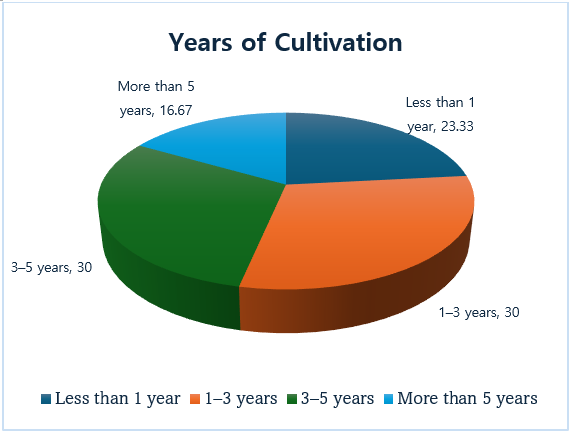 Years of Cultivation
More than 5
years, 16.67
Less than 1
year, 23.33
3–5 years, 30
1–3 years, 30
Less than 1 year 1–3 years 3–5 years More than 5 years